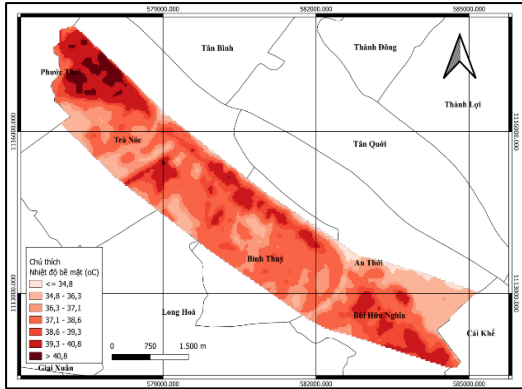 579000.000
582000.000
585000.000
Tân Bình
Thành Đông
Phước Thới
Thành Lợi
1116000.000
1116000.000
Trà Nóc
Tân Quới
Bình Thuỷ
An Thới
Chú thích
Nhiệt độ bề mặt (oC)
<= 34,8
34,8 - 36,3
36,3 - 37,1
37,1 - 38,6
38,6 - 39,3
39,3 - 40,8
> 40,8
1113000.000
1113000.000
Long Hoà
Bùi Hữu Nghĩa
Cái Khế
0 750 1.500 m
Giai Xuân
579000.000
582000.000
585000.000